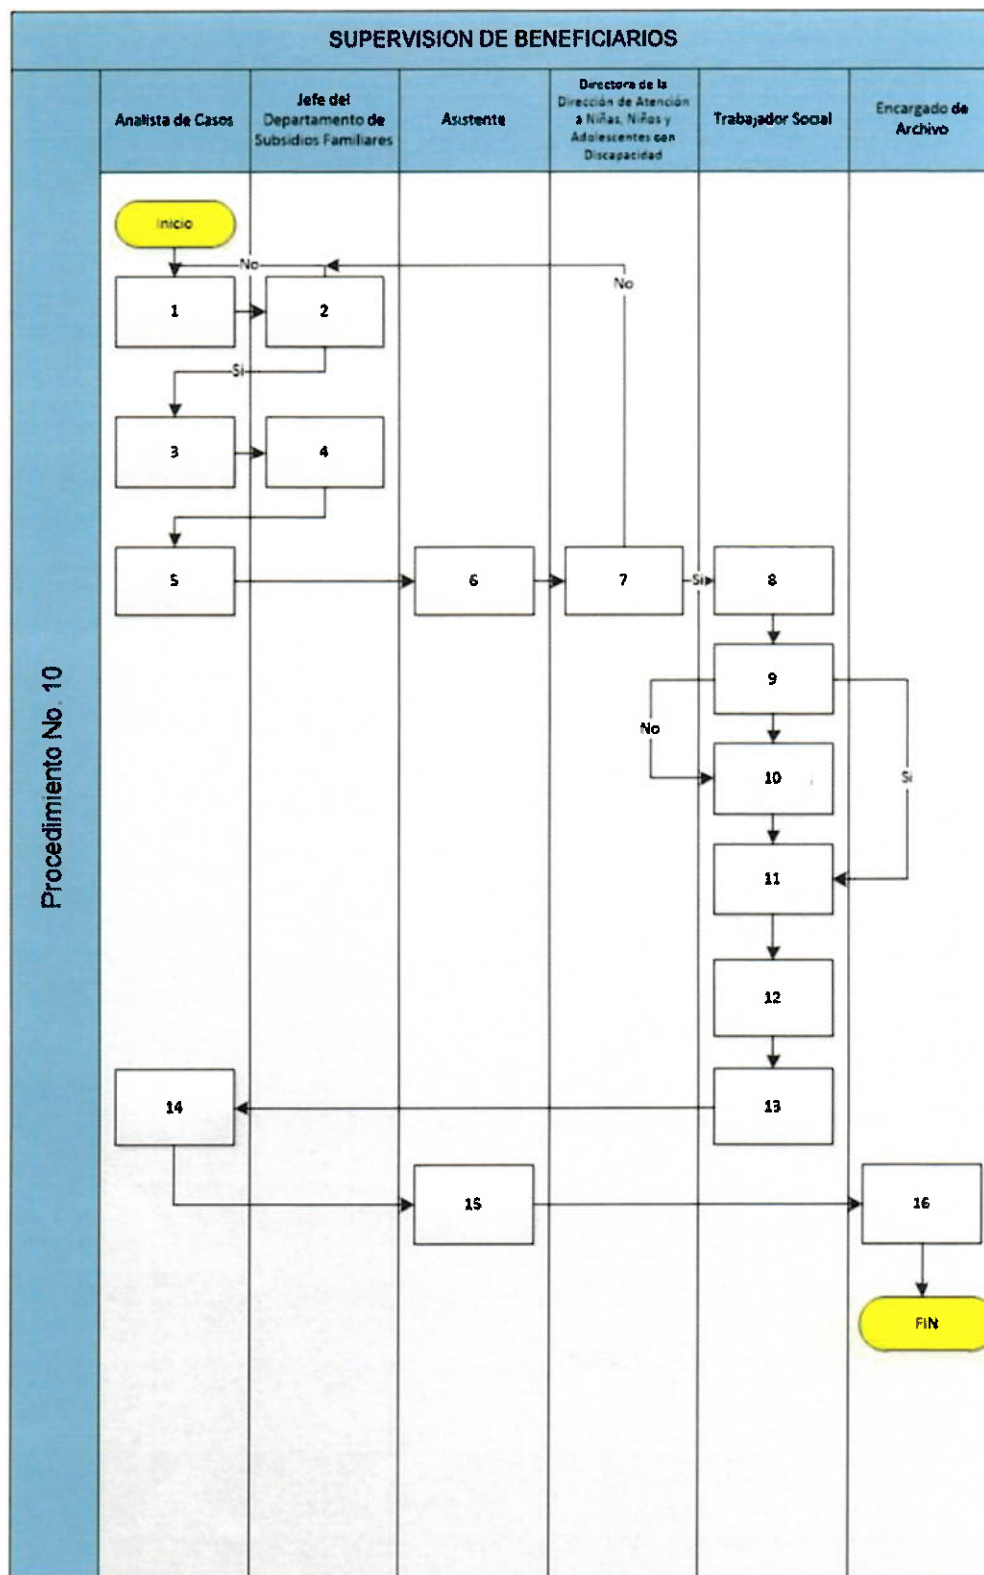 SUPERVISION DE BENEFICIARIOS
Analista de Casos
Jefe del
Departamento de
Subsidios Familiares
Asistente
Directora de la
Dirección de Atención
a Niñas, Niños y
Adolescentes con
Discapacidad
Trabajador Social
Encargado de
Archivo
Procedimiento No. 10
Inicio
No
No
1
2
Si
3
4
5
6
7
Si
8
9
No
10
Si
11
12
13
14
15
16
FIN